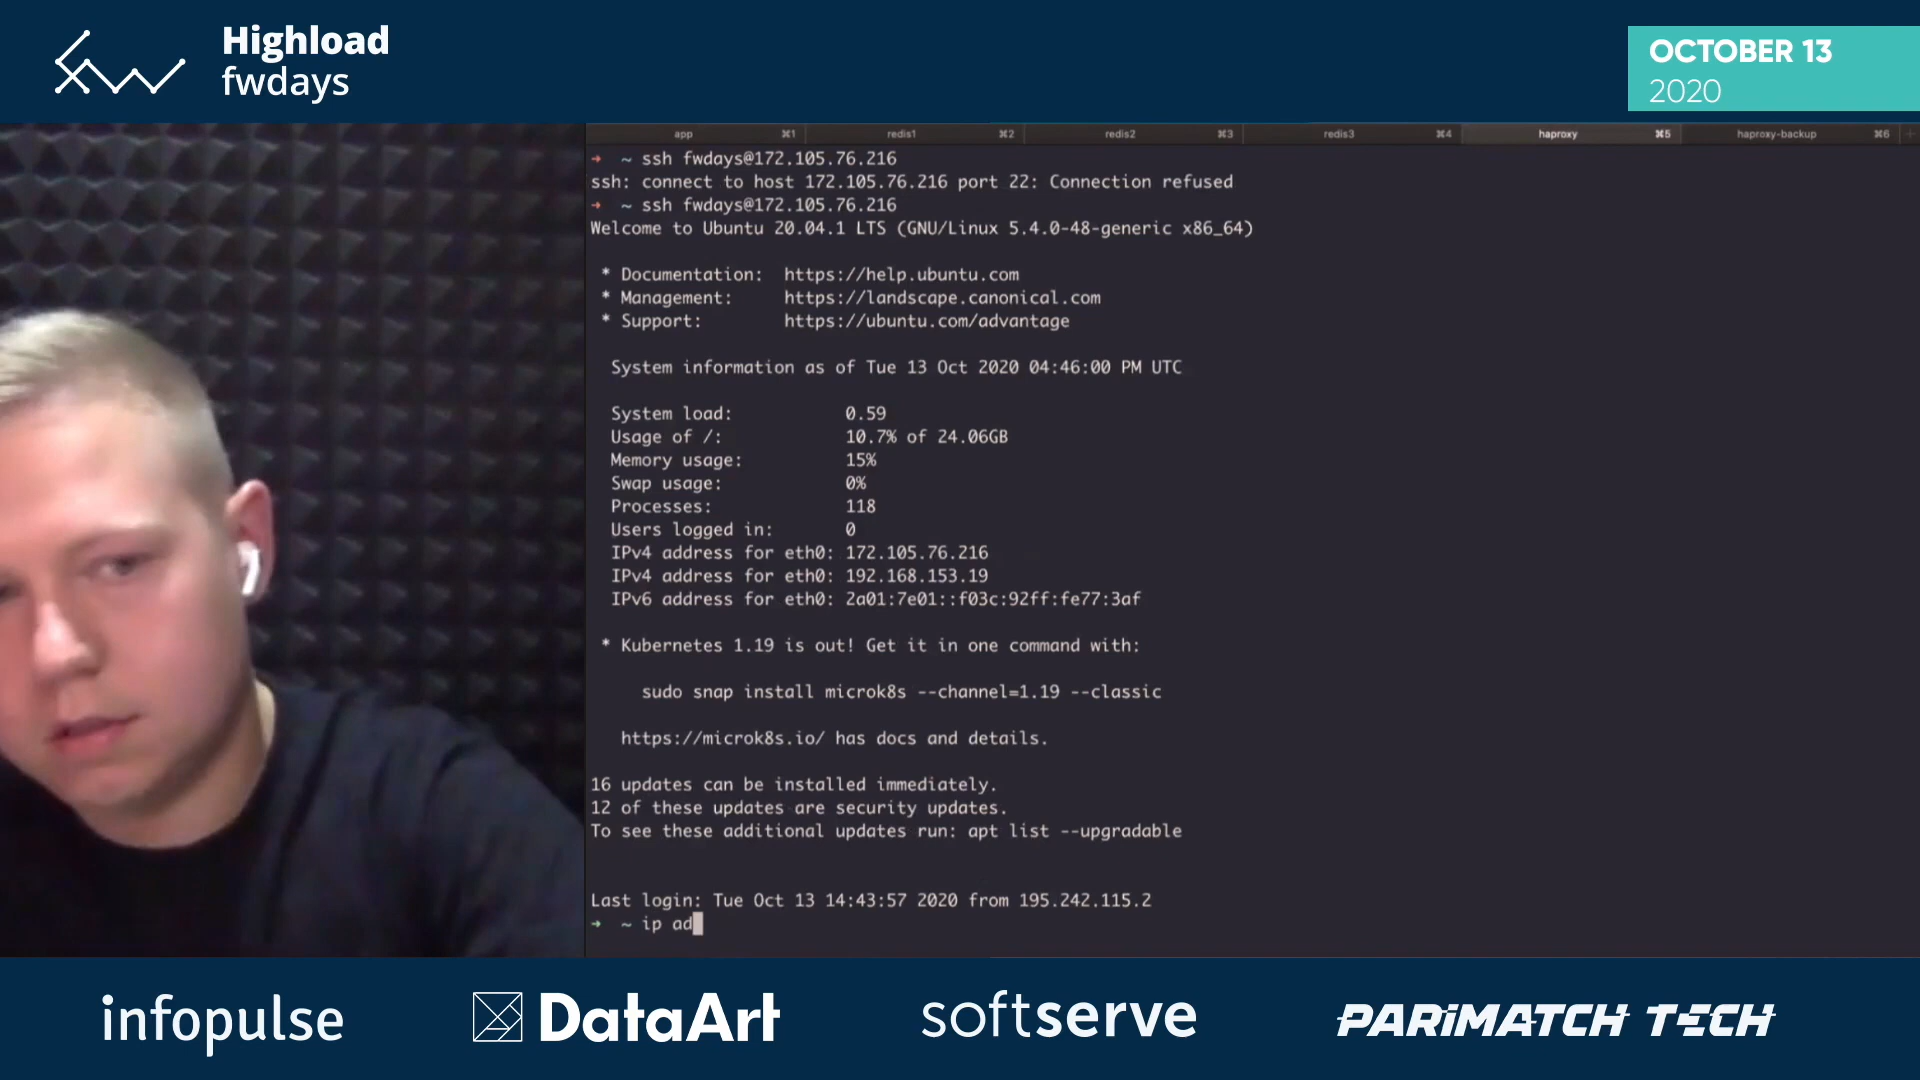 Highload
fwdays
OCTOBER 13
2020
app ⌘1 redis1 ⌘2 redis2 ⌘3 redis3 ⌘4 haproxy ⌘5 haproxy-backup ⌘6 +
➜ ~ ssh fwdays@172.105.76.216
ssh: connect to host 172.105.76.216 port 22: Connection refused
➜ ~ ssh fwdays@172.105.76.216
Welcome to Ubuntu 20.04.1 LTS (GNU/Linux 5.4.0-48-generic x86_64)
* Documentation: https://help.ubuntu.com
* Management: https://landscape.canonical.com
* Support: https://ubuntu.com/advantage
System information as of Tue 13 Oct 2020 04:46:00 PM UTC
System load: 0.59
Usage of /: 10.7% of 24.06GB
Memory usage: 15%
Swap usage: 0%
Processes: 118
Users logged in: 0
IPv4 address for eth0: 172.105.76.216
IPv4 address for eth0: 192.168.153.19
IPv6 address for eth0: 2a01:7e01::f03c:92ff:fe77:3af
* Kubernetes 1.19 is out! Get it in one command with:
sudo snap install microk8s --channel=1.19 --classic
https://microk8s.io/ has docs and details.
16 updates can be installed immediately.
12 of these updates are security updates.
To see these additional updates run: apt list --upgradable
Last login: Tue Oct 13 14:43:57 2020 from 195.242.115.2
➜ ~ ip ad
infopulse
DataArt
softserve
PARiMATCH TECH